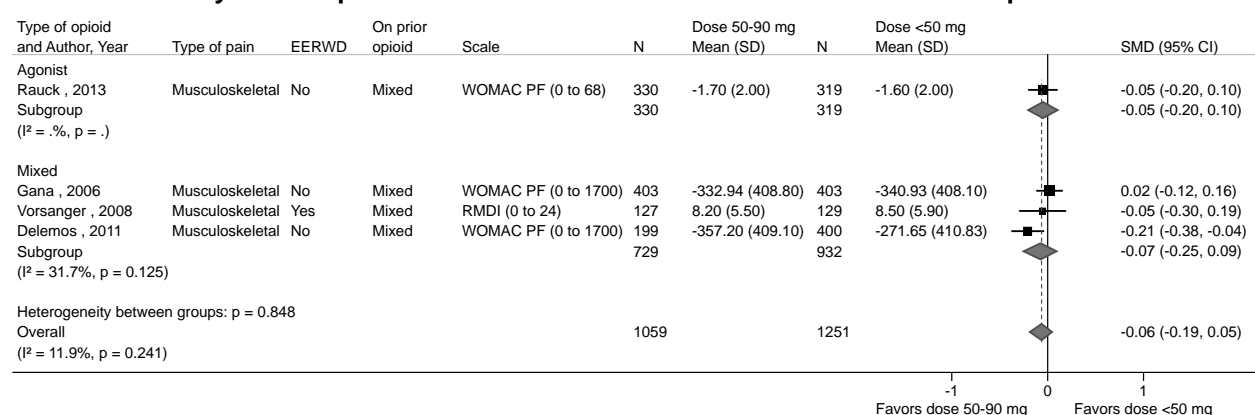 Type of opioid and Author, Year Type of pain EERWD On prior opioid Scale N Dose 50-90 mg Mean (SD) N Dose <50 mg Mean (SD) SMD (95% CI)
Agonist
Rauck , 2013 Musculoskeletal No Mixed WOMAC PF (0 to 68) 330 -1.70 (2.00) 319 -1.60 (2.00) -0.05 (-0.20, 0.10)
Subgroup 330 319 -0.05 (-0.20, 0.10)
(I² = .%, p = .)
Mixed
Gana , 2006 Musculoskeletal No Mixed WOMAC PF (0 to 1700) 403 -332.94 (408.80) 403 -340.93 (408.10) 0.02 (-0.12, 0.16)
Vorsanger , 2008 Musculoskeletal Yes Mixed RMDI (0 to 24) 127 8.20 (5.50) 129 8.50 (5.90) -0.05 (-0.30, 0.19)
Delemos , 2011 Musculoskeletal No Mixed WOMAC PF (0 to 1700) 199 -357.20 (409.10) 400 -271.65 (410.83) -0.21 (-0.38, -0.04)
Subgroup 729 932 -0.07 (-0.25, 0.09)
(I² = 31.7%, p = 0.125)
Heterogeneity between groups: p = 0.848
Overall 1059 1251 -0.06 (-0.19, 0.05)
(I² = 11.9%, p = 0.241)
-1 0 1
Favors dose 50-90 mg Favors dose <50 mg